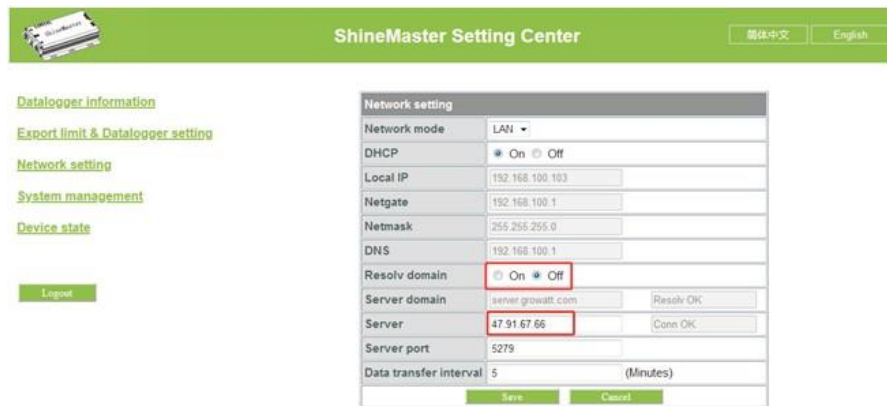 ShineMaster Setting Center
简体中文
English
Datalogger information
Export limit & Datalogger setting
Network setting
System management
Device state
Logout
Network setting
Network mode LAN
DHCP On Off
Local IP 192.168.100.103
Netgate 192.168.100.1
Netmask 255.255.255.0
DNS 192.168.100.1
Resolv domain On Off
Server domain server.growatt.com Resolv OK
Server 47.91.67.66 Conn OK
Server port 5279
Data transfer interval 5 (Minutes)
Save Cancel